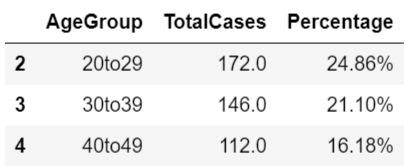 AgeGroup TotalCases Percentage
2 20to29 172.0 24.86%
3 30to39 146.0 21.10%
4 40to49 112.0 16.18%